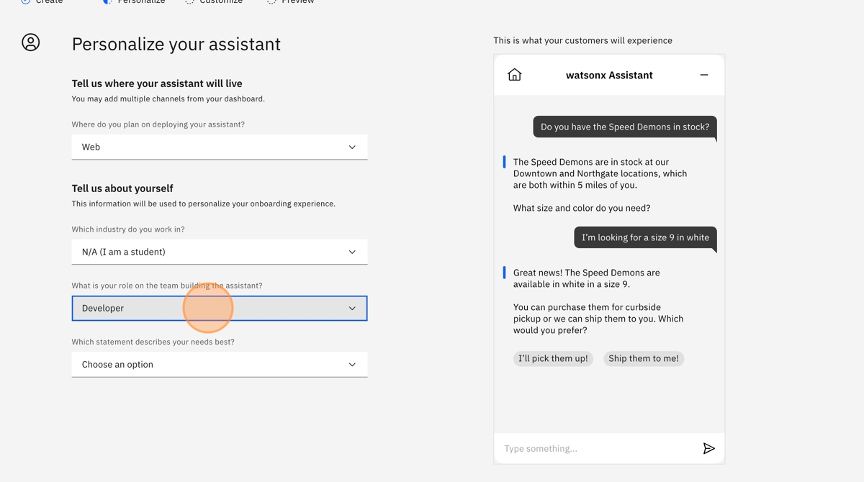 Create
Personalize
Customize
Preview
Personalize your assistant
Tell us where your assistant will live
You may add multiple channels from your dashboard.
Where do you plan on deploying your assistant?
Web
Tell us about yourself
This information will be used to personalize your onboarding experience.
Which industry do you work in?
N/A (I am a student)
What is your role on the team building the assistant?
Developer
Which statement describes your needs best?
Choose an option
This is what your customers will experience
watsonx Assistant
Do you have the Speed Demons in stock?
The Speed Demons are in stock at our
Downtown and Northgate locations, which
are both within 5 miles of you.
What size and color do you need?
I'm looking for a size 9 in white
Great news! The Speed Demons are
available in white in a size 9.
You can purchase them for curbside
pickup or we can ship them to you. Which
would you prefer?
I'll pick them up!
Ship them to me!
Type something...